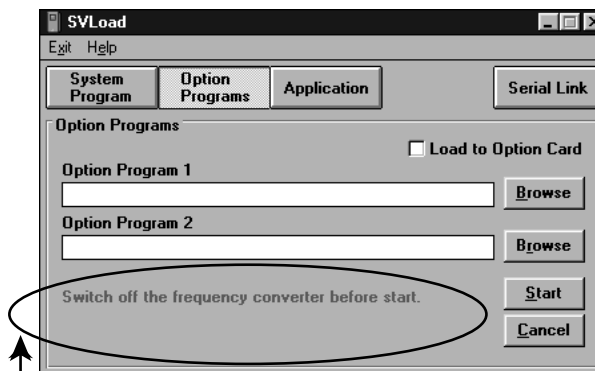 SVLoad
Exit Help
System Program
Option Programs
Application
Serial Link
Option Programs
Load to Option Card
Option Program 1
Browse
Option Program 2
Browse
Switch off the frequency converter before start.
Start
Cancel